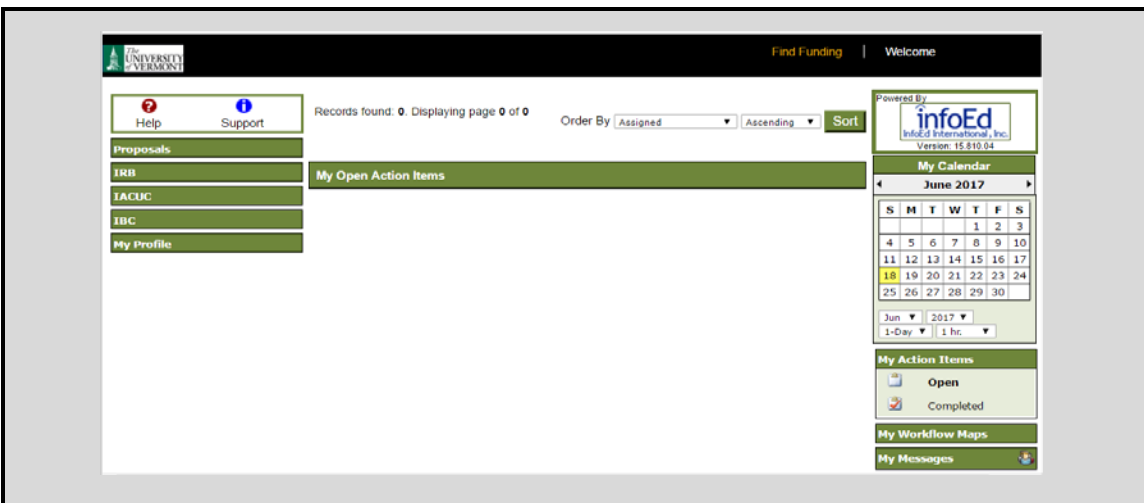 The
UNIVERSITY
of VERMONT
Find Funding | Welcome
Help Support
Proposals
IRB
IACUC
IBC
My Profile
Records found: 0. Displaying page 0 of 0
Order By Assigned Ascending Sort
My Open Action Items
Powered By
infoEd
InfoEd International, Inc.
Version: 15.810.04
My Calendar
June 2017
S M T W T F S
1 2 3
4 5 6 7 8 9 10
11 12 13 14 15 16 17
18 19 20 21 22 23 24
25 26 27 28 29 30
Jun 2017
1-Day 1 hr.
My Action Items
Open
Completed
My Workflow Maps
My Messages